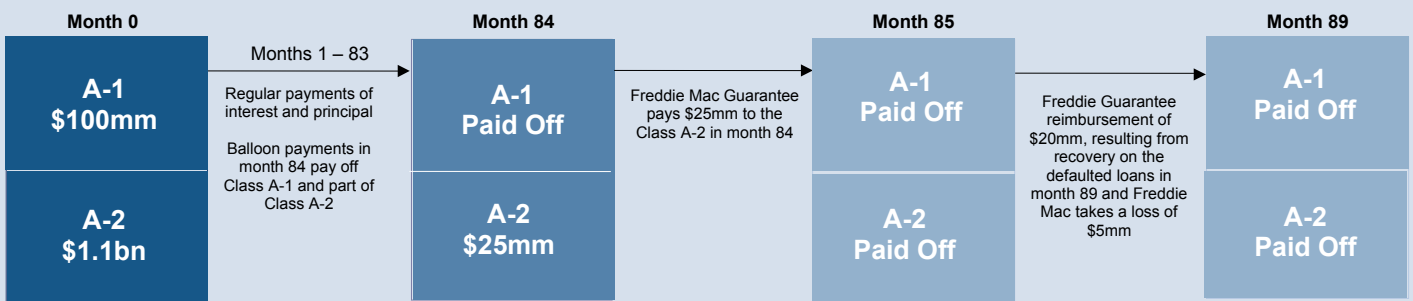 Month 0
A-1
$100mm
A-2
$1.1bn
Months 1 – 83
Regular payments of
interest and principal
Balloon payments in
month 84 pay off
Class A-1 and part of
Class A-2
Month 84
A-1
Paid Off
A-2
$25mm
Freddie Mac Guarantee
pays $25mm to the
Class A-2 in month 84
Month 85
A-1
Paid Off
A-2
Paid Off
Freddie Guarantee
reimbursement of
$20mm, resulting from
recovery on the
defaulted loans in
month 89 and Freddie
Mac takes a loss of
$5mm
Month 89
A-1
Paid Off
A-2
Paid Off